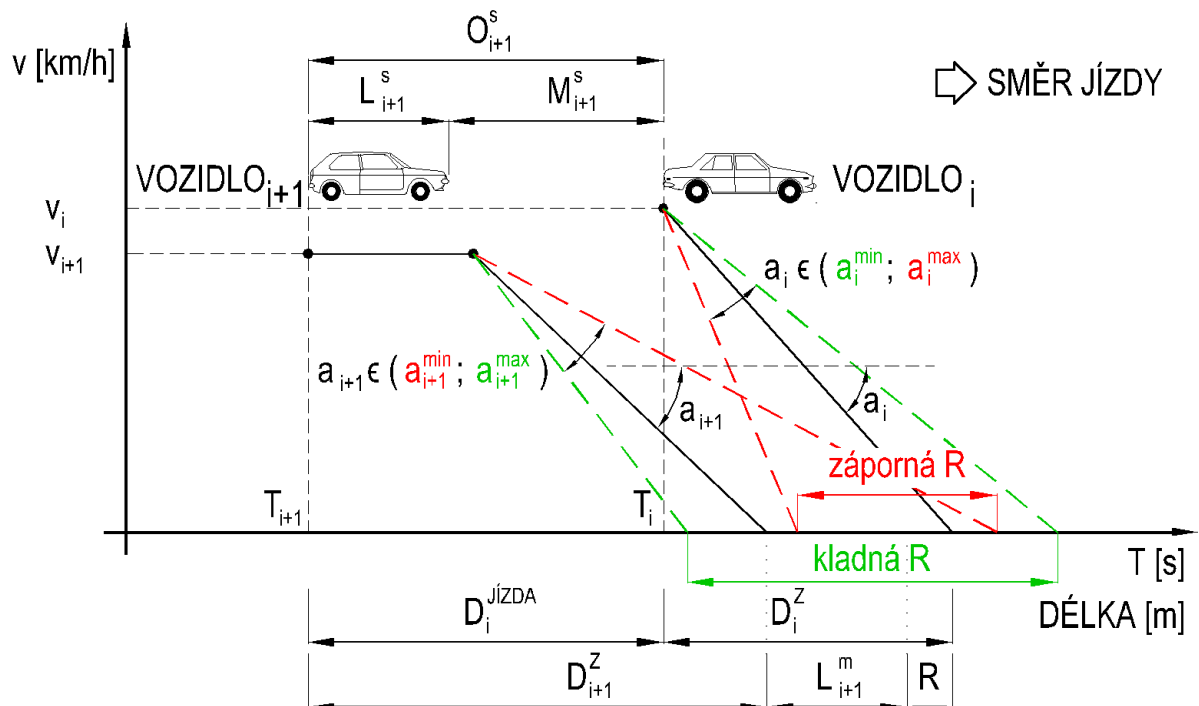 O^s_{i+1}
v [km/h]
L^s_{i+1} M^s_{i+1}
SMĚR JÍZDY
VOZIDLO_{i+1} VOZIDLO_i
v_i
v_{i+1}
a_i ϵ ( a_i^{min} ; a_i^{max} )
a_{i+1} ϵ ( a_{i+1}^{min} ; a_{i+1}^{max} )
a_{i+1} a_i
záporná R
T_{i+1} T_i
kladná R T [s]
D_i^{JÍZDA} D_i^Z DÉLKA [m]
D_{i+1}^Z L_{i+1}^m R